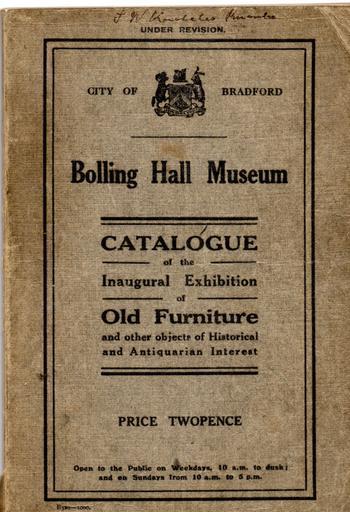 UNDER REVISION.
CITY OF BRADFORD
Bolling Hall Museum
CATALOGUE
of the
Inaugural Exhibition
of
Old Furniture
and other objects of Historical
and Antiquarian Interest
PRICE TWOPENCE
Open to the Public on Weekdays, 10 a.m. to dusk;
and on Sundays from 10 a.m. to 5 p.m.